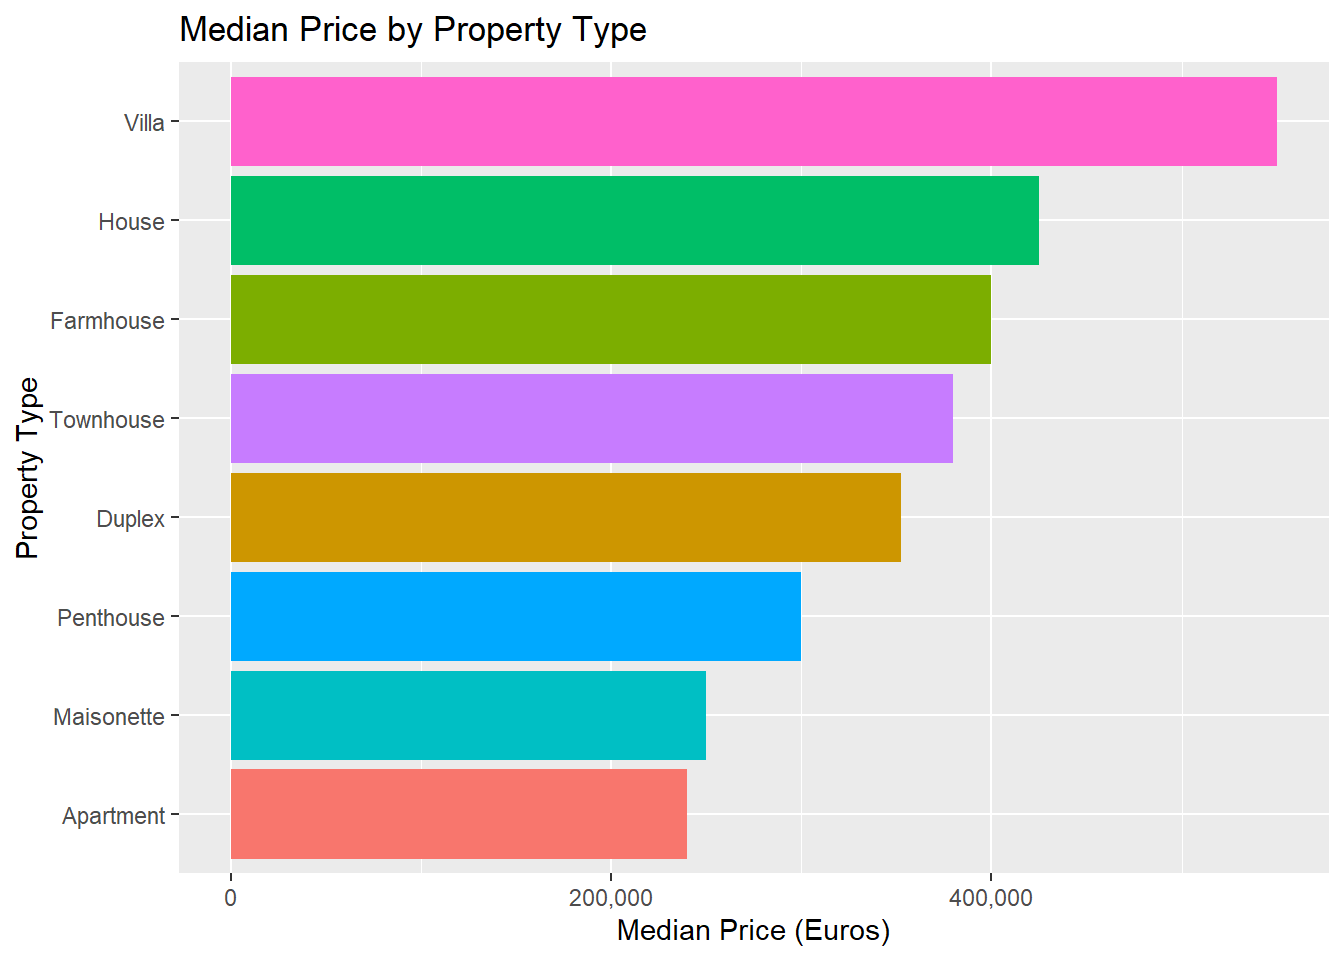 Median Price by Property Type
Property Type
Villa
House
Farmhouse
Townhouse
Duplex
Penthouse
Maisonette
Apartment
0
200,000
400,000
Median Price (Euros)